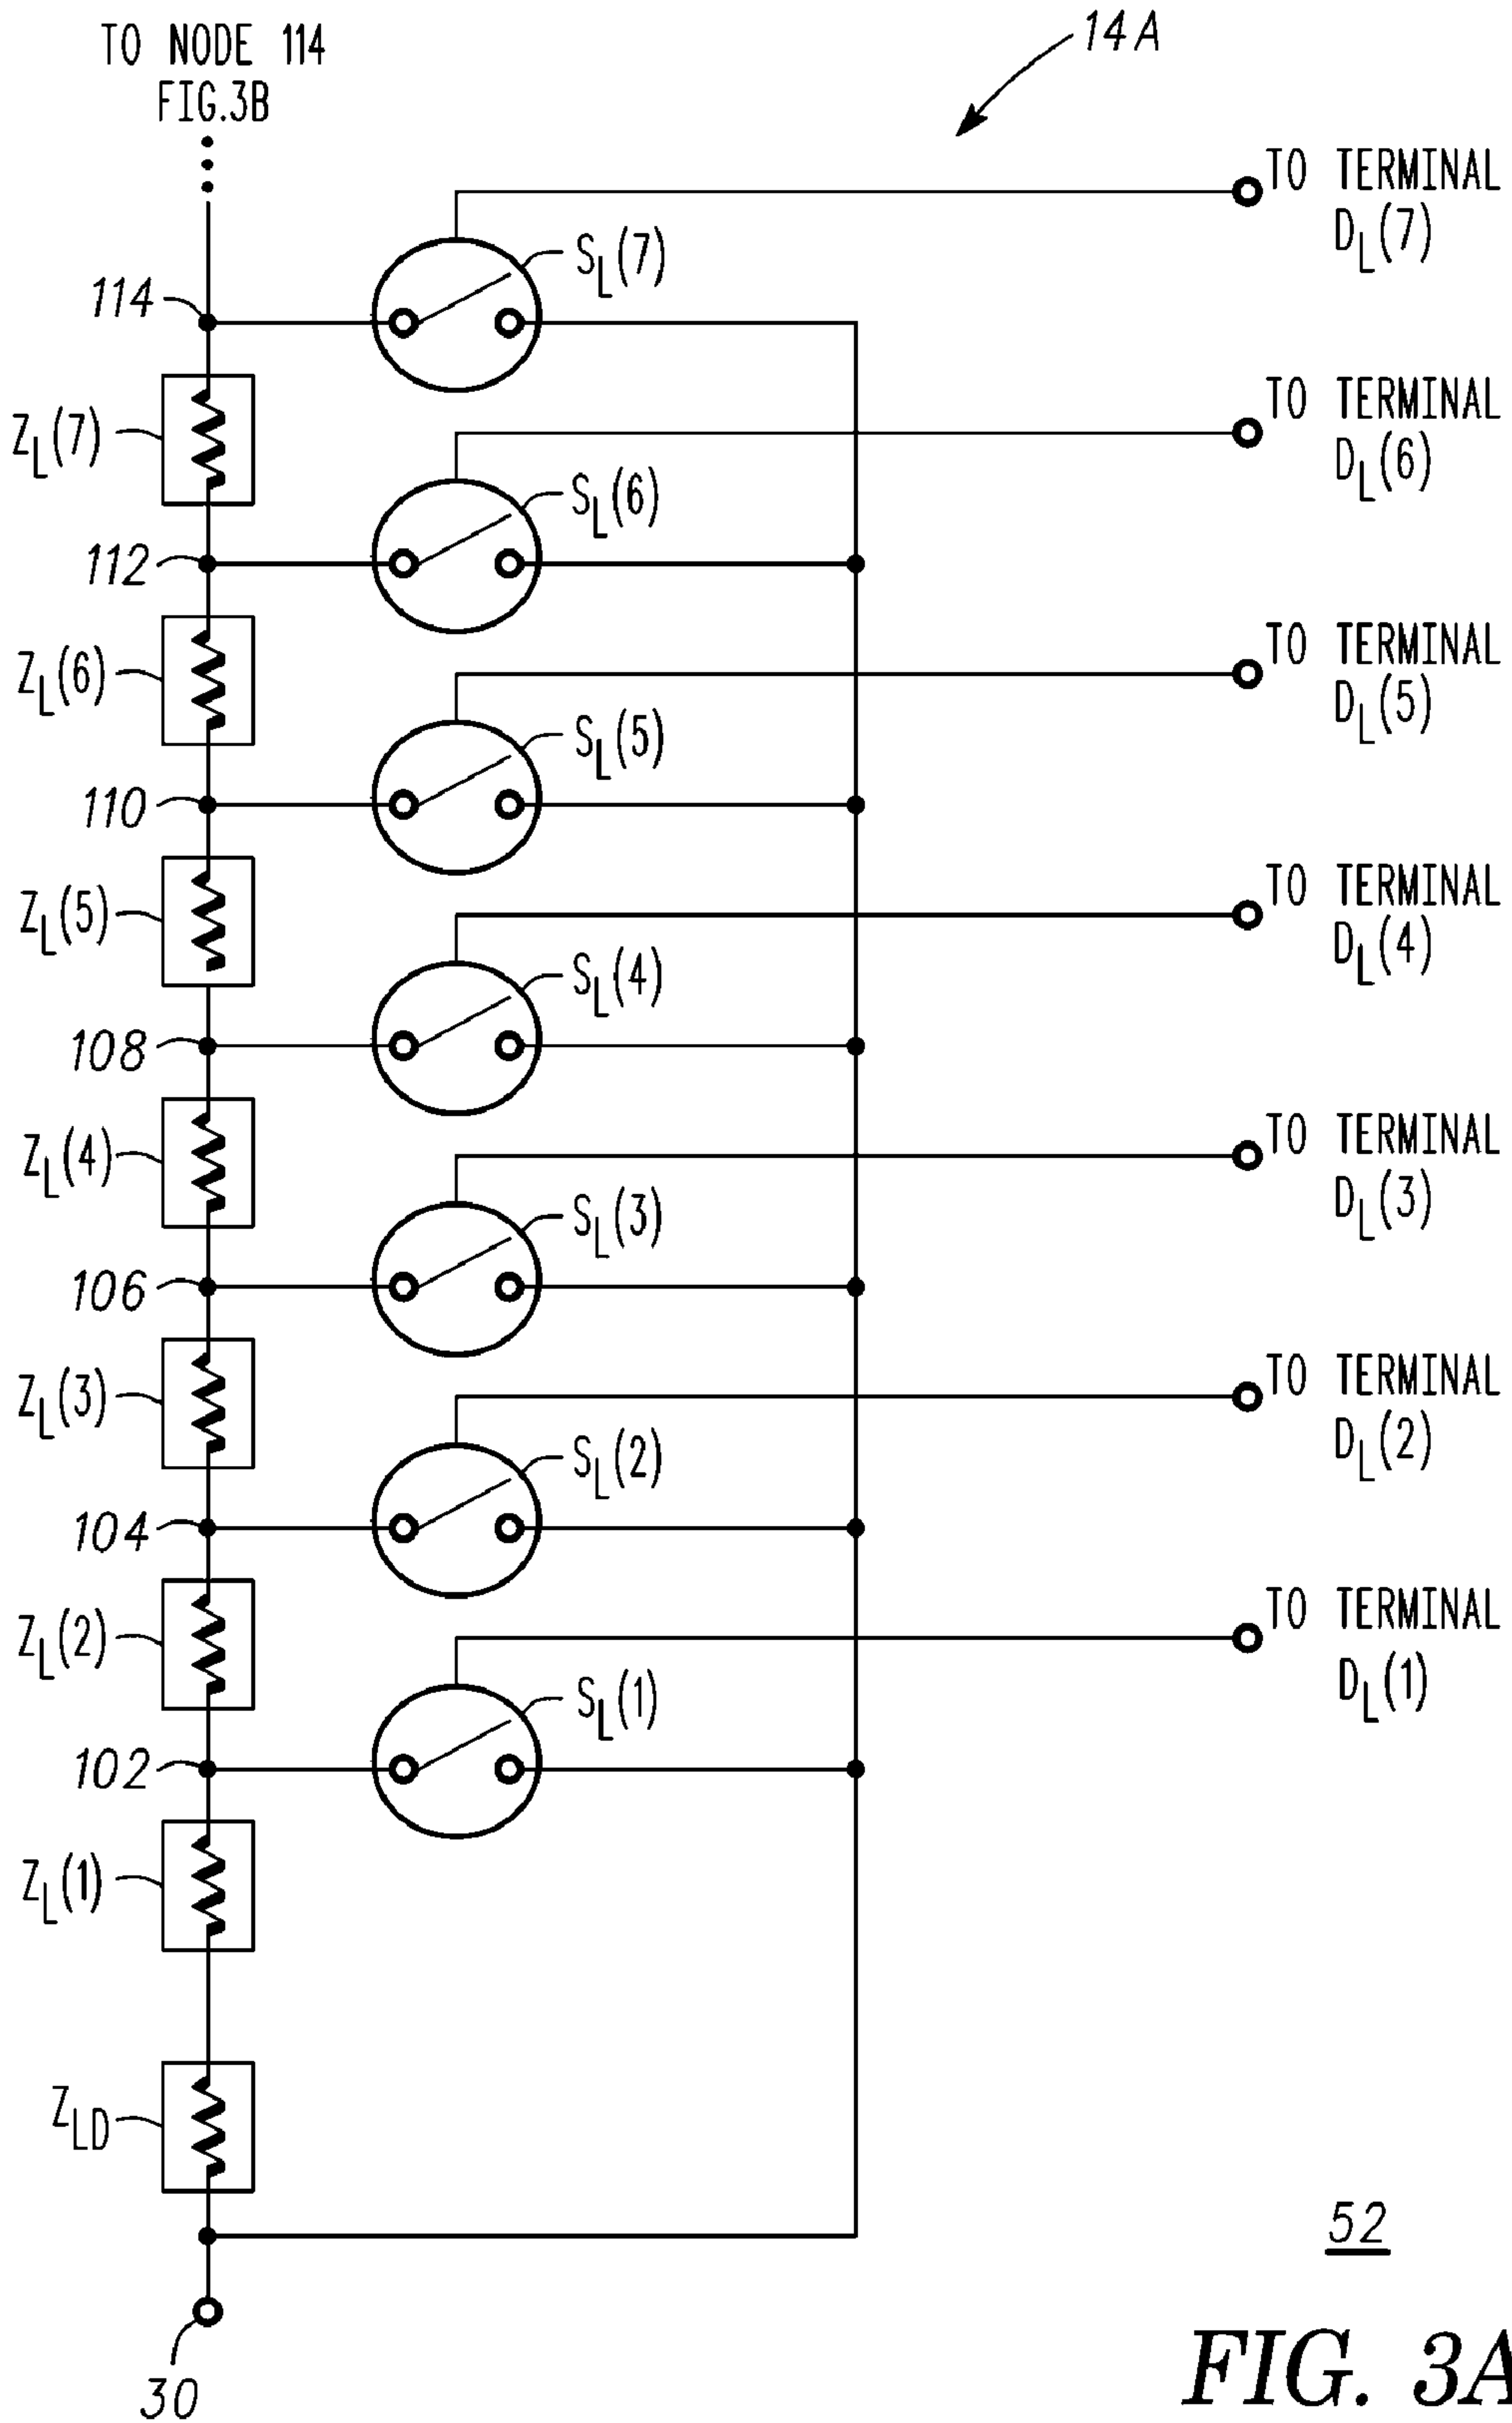 TO NODE 114
FIG.3B
14A
TO TERMINAL
DL(7)
SL(7)
114
ZL(7)
TO TERMINAL
DL(6)
SL(6)
112
ZL(6)
TO TERMINAL
DL(5)
SL(5)
110
ZL(5)
TO TERMINAL
DL(4)
SL(4)
108
ZL(4)
TO TERMINAL
DL(3)
SL(3)
106
ZL(3)
TO TERMINAL
DL(2)
SL(2)
104
ZL(2)
TO TERMINAL
DL(1)
SL(1)
102
ZL(1)
ZLD
52
30
FIG. 3A